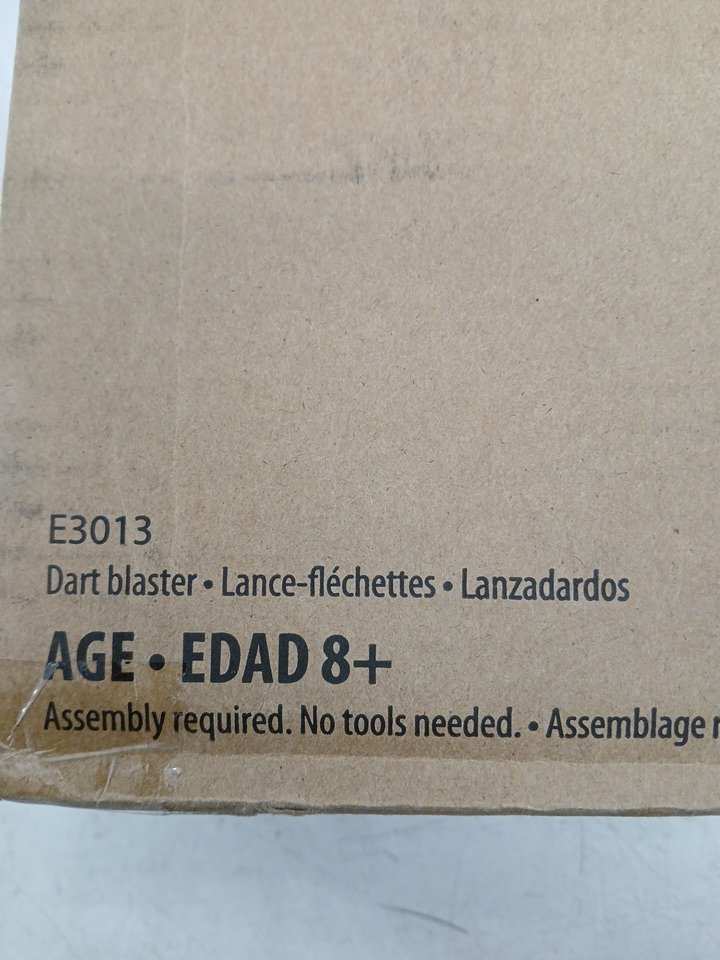 E3013
Dart blaster • Lance-fléchettes • Lanzadardos
AGE • EDAD 8+
Assembly required. No tools needed. • Assemblage